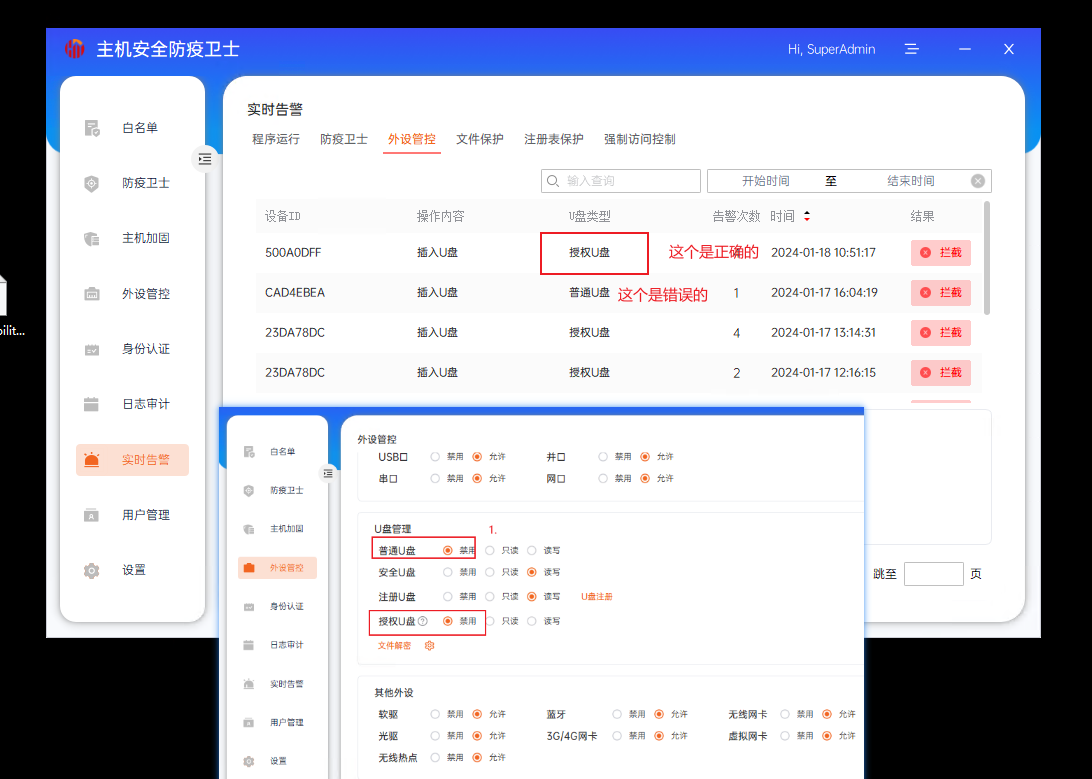 主机安全防疫卫士
Hi, SuperAdmin
白名单
防疫卫士
主机加固
外设管控
身份认证
日志审计
实时告警
用户管理
设置
ilit...
实时告警
程序运行 防疫卫士 外设管控 文件保护 注册表保护 强制访问控制
输入查询 开始时间 至 结束时间
设备ID 操作内容 U盘类型 告警次数 时间 结果
500A0DFF 插入U盘 授权U盘 这个是正确的 2024-01-18 10:51:17 拦截
CAD4EBEA 插入U盘 普通U盘 这个是错误的 1 2024-01-17 16:04:19 拦截
23DA78DC 插入U盘 授权U盘 4 2024-01-17 13:14:31 拦截
23DA78DC 插入U盘 授权U盘 2 2024-01-17 12:16:15 拦截
跳至 页
白名单
防疫卫士
主机加固
外设管控
身份认证
日志审计
实时告警
用户管理
设置
外设管控
USB口 禁用 允许 井口 禁用 允许
串口 禁用 允许 网口 禁用 允许
U盘管理 1.
普通U盘 禁用 只读 读写
安全U盘 禁用 只读 读写
注册U盘 禁用 只读 读写 U盘注册
授权U盘 禁用 只读 读写
文件解密
其他外设
软驱 禁用 允许 蓝牙 禁用 允许 无线网卡 禁用 允许
光驱 禁用 允许 3G/4G网卡 禁用 允许 虚拟网卡 禁用 允许
无线热点 禁用 允许